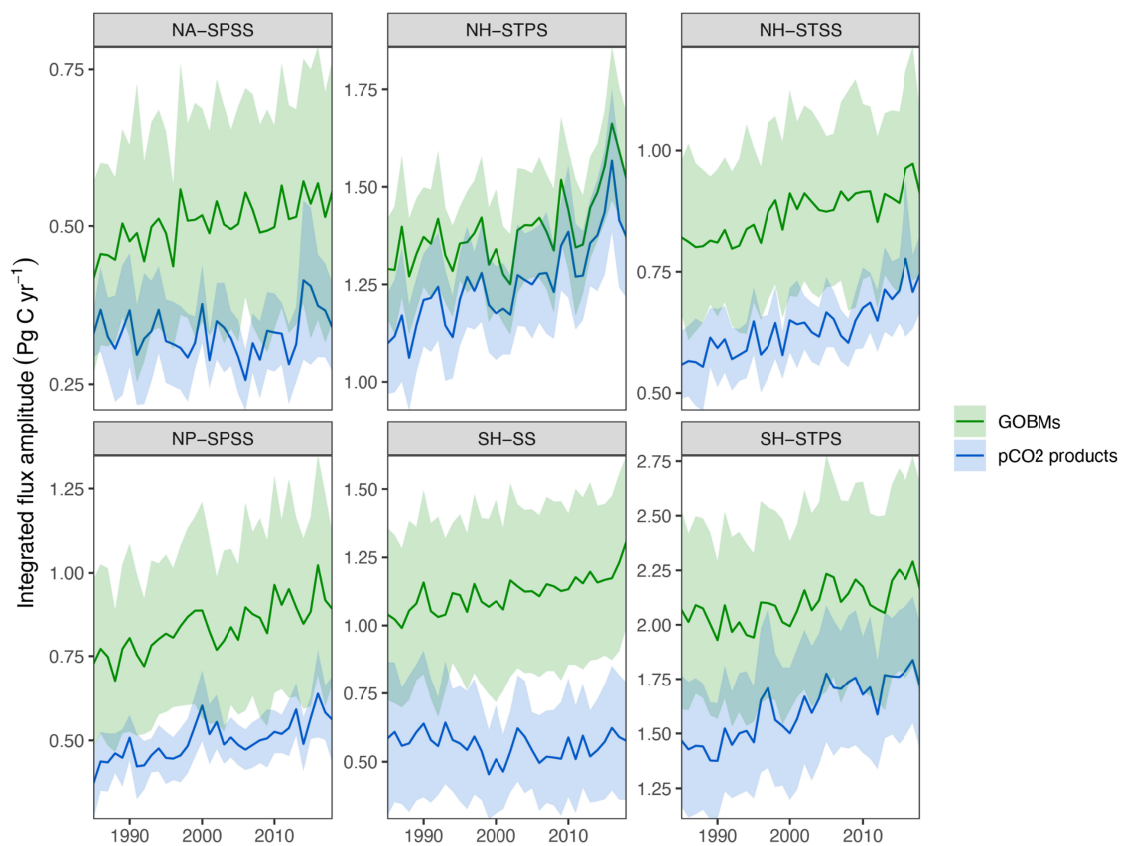 NA−SPSS
NH−STPS
NH−STSS
0.75
0.50
0.25
1.75
1.50
1.25
1.00
1.00
0.75
0.50
NP−SPSS
SH−SS
SH−STPS
1.25
1.00
0.75
0.50
1.50
1.25
1.00
0.75
0.50
2.75
2.50
2.25
2.00
1.75
1.50
1.25
1990 2000 2010
1990 2000 2010
1990 2000 2010
Integrated flux amplitude (Pg C yr⁻¹)
GOBMs
pCO2 products